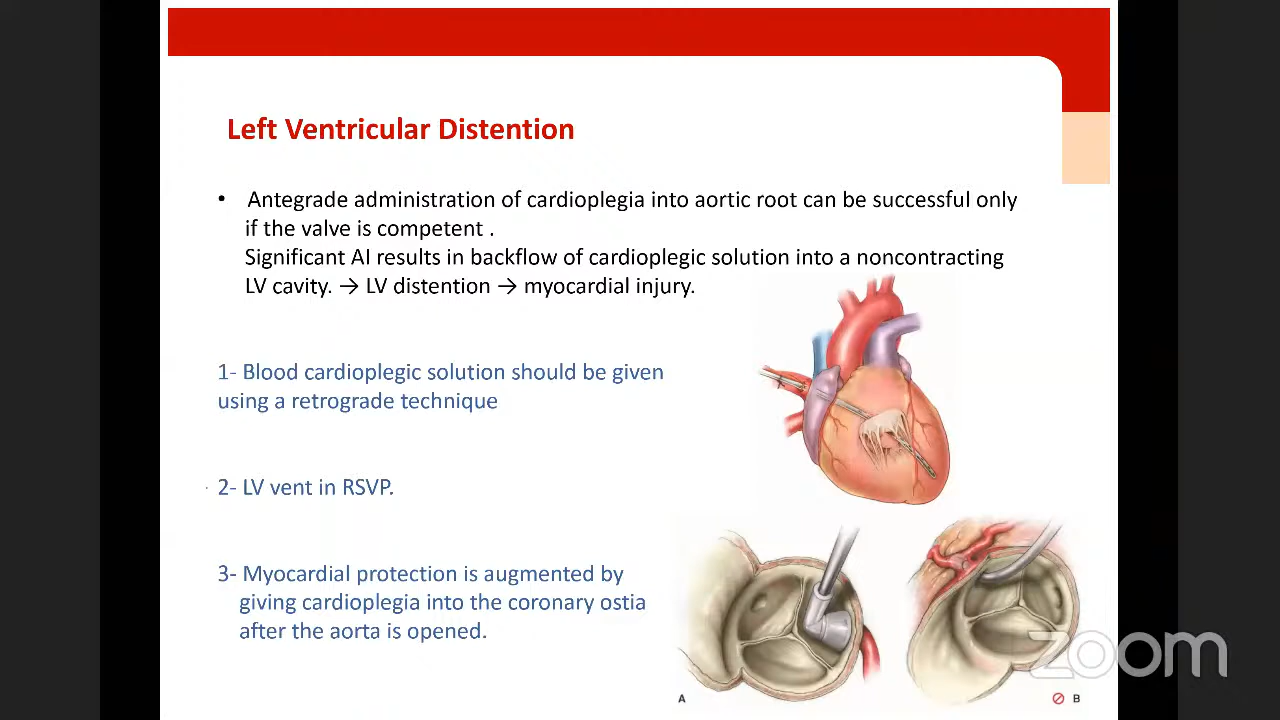 Left Ventricular Distention
• Antegrade administration of cardioplegia into aortic root can be successful only
if the valve is competent .
Significant AI results in backflow of cardioplegic solution into a noncontracting
LV cavity. → LV distention → myocardial injury.
1- Blood cardioplegic solution should be given
using a retrograde technique
2- LV vent in RSVP.
3- Myocardial protection is augmented by
giving cardioplegia into the coronary ostia
after the aorta is opened.
A
B
zoom